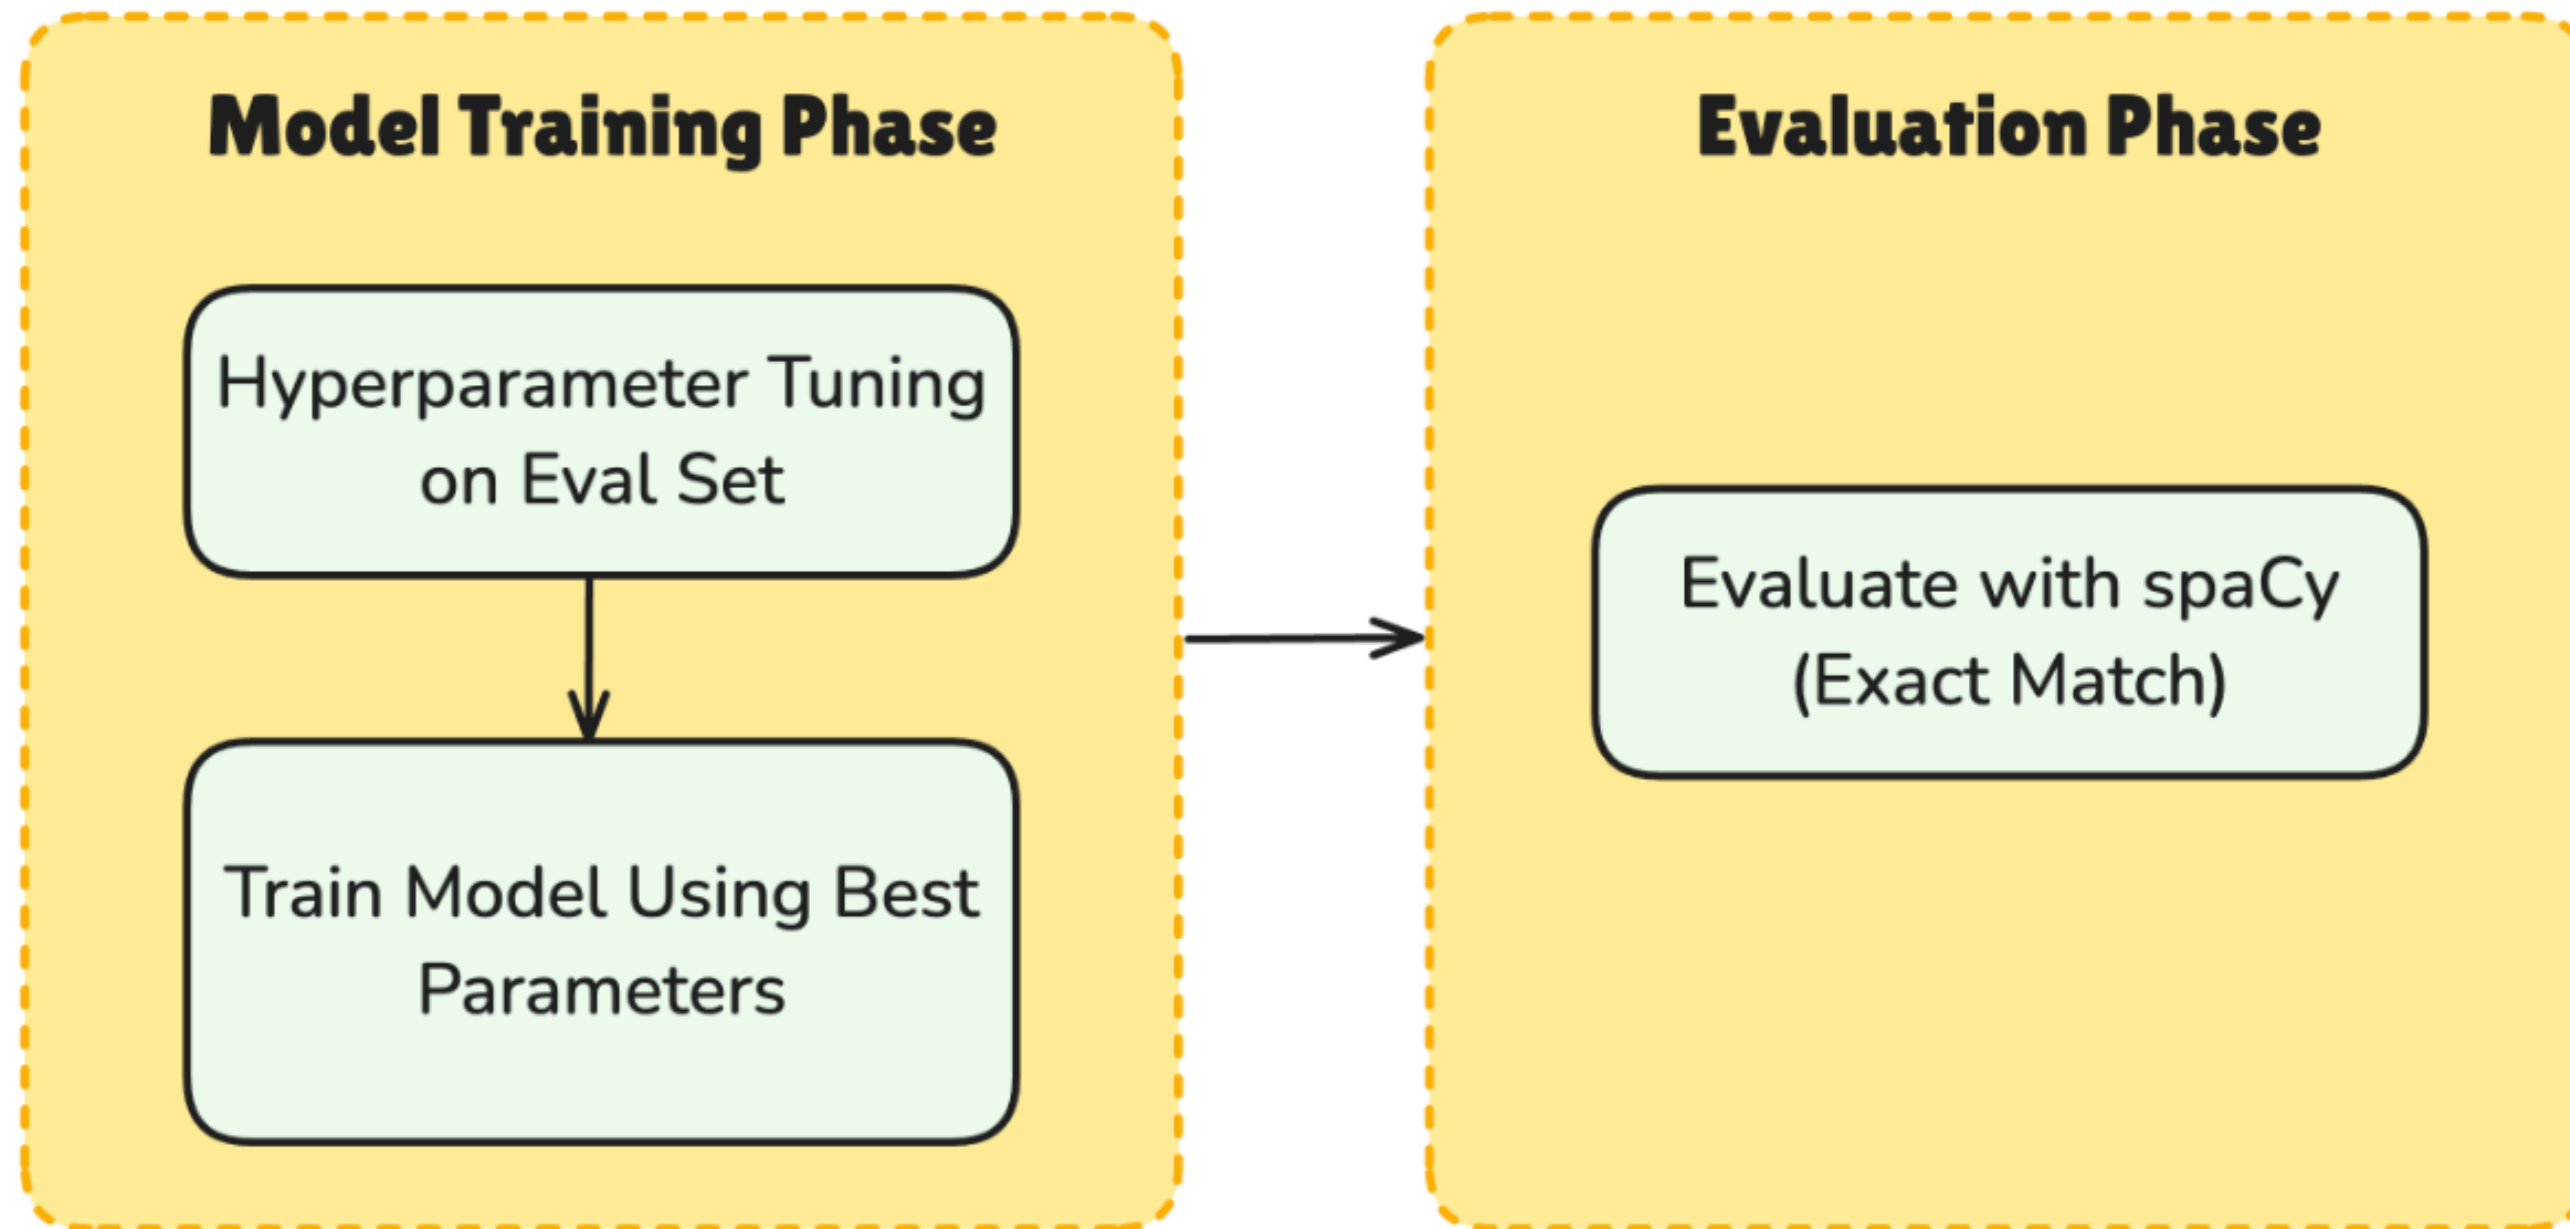 Model Training Phase
Hyperparameter Tuning
on Eval Set
Train Model Using Best
Parameters
Evaluation Phase
Evaluate with spaCy
(Exact Match)